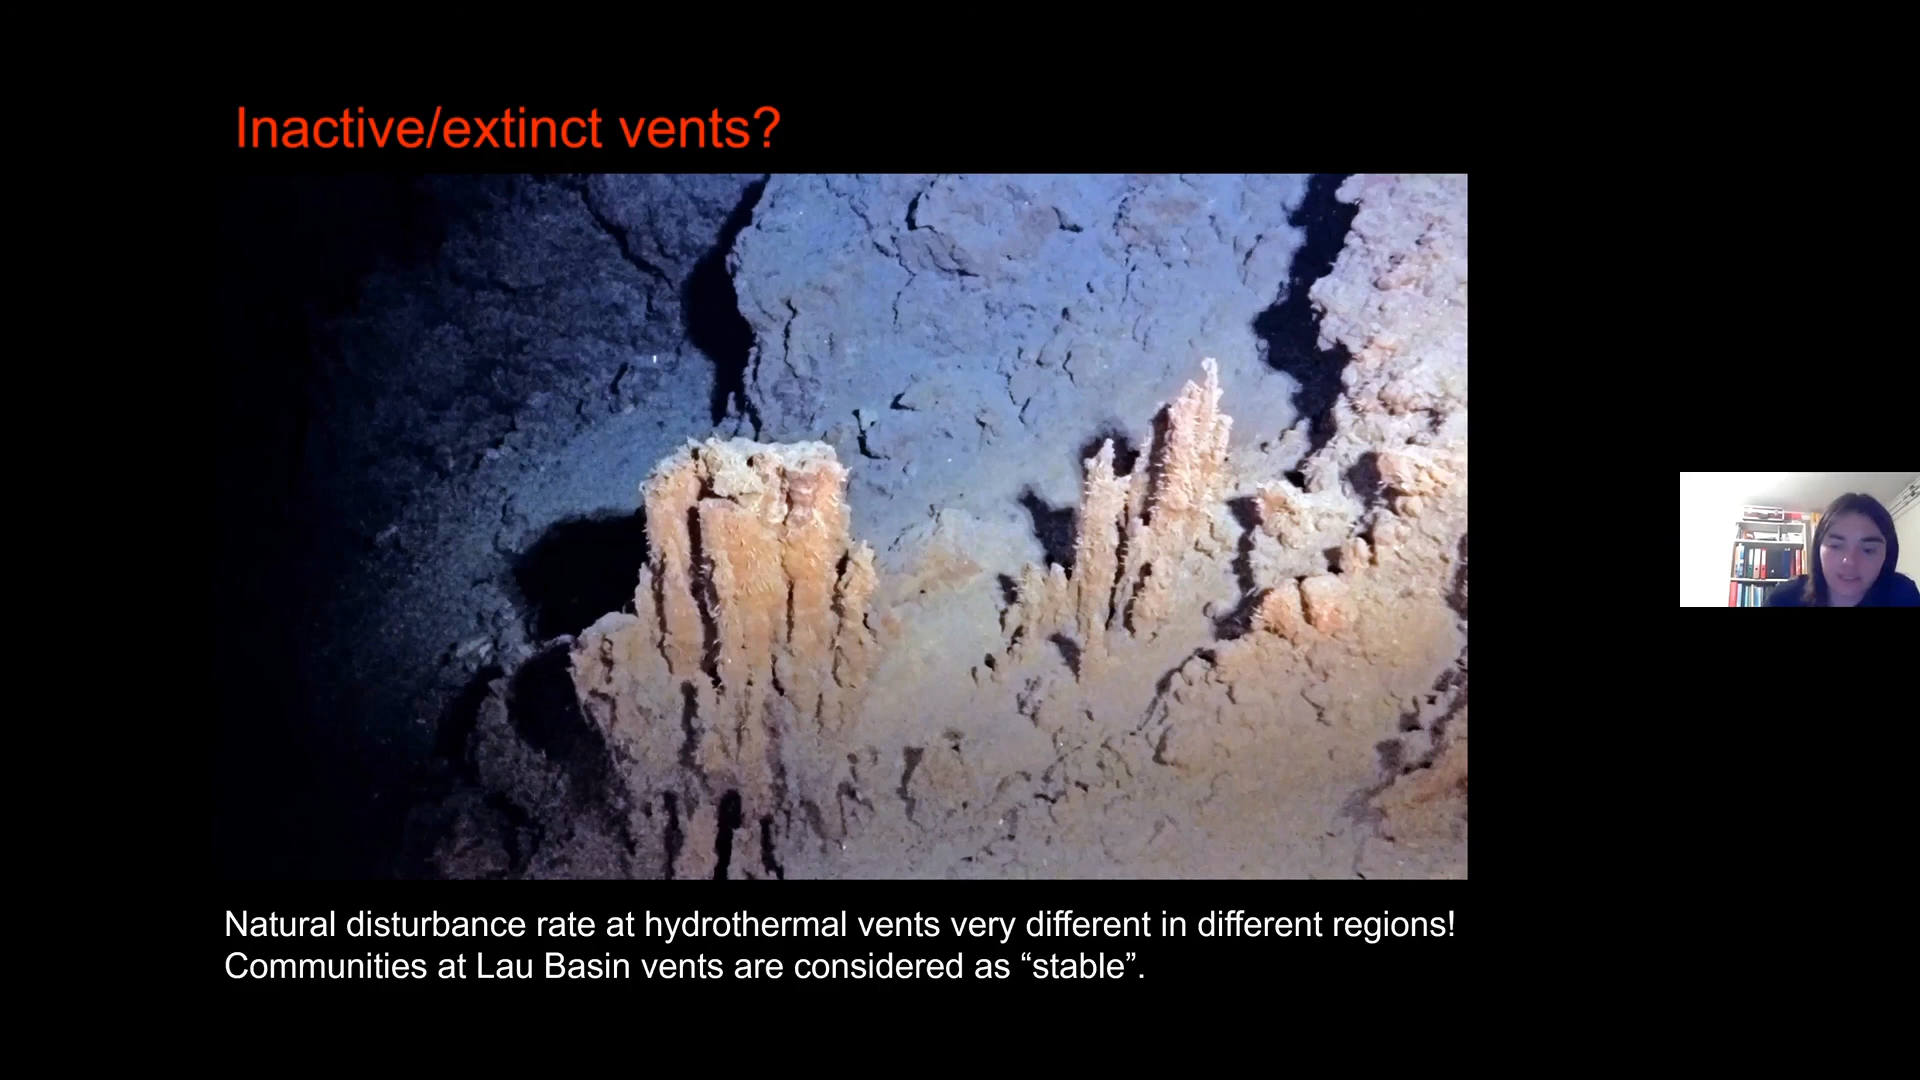 Inactive/extinct vents?
Natural disturbance rate at hydrothermal vents very different in different regions!
Communities at Lau Basin vents are considered as “stable”.